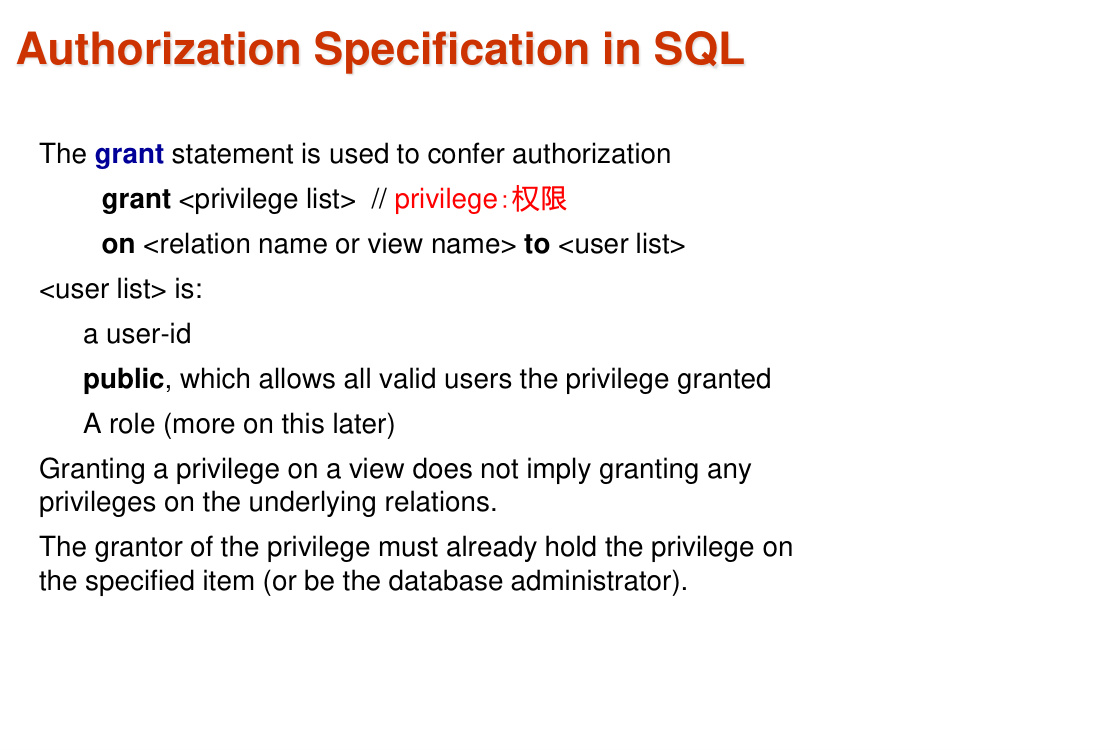 Authorization Specification in SQL
The grant statement is used to confer authorization
grant <privilege list> // privilege:权限
on <relation name or view name> to <user list>
<user list> is:
a user-id
public, which allows all valid users the privilege granted
A role (more on this later)
Granting a privilege on a view does not imply granting any
privileges on the underlying relations.
The grantor of the privilege must already hold the privilege on
the specified item (or be the database administrator).